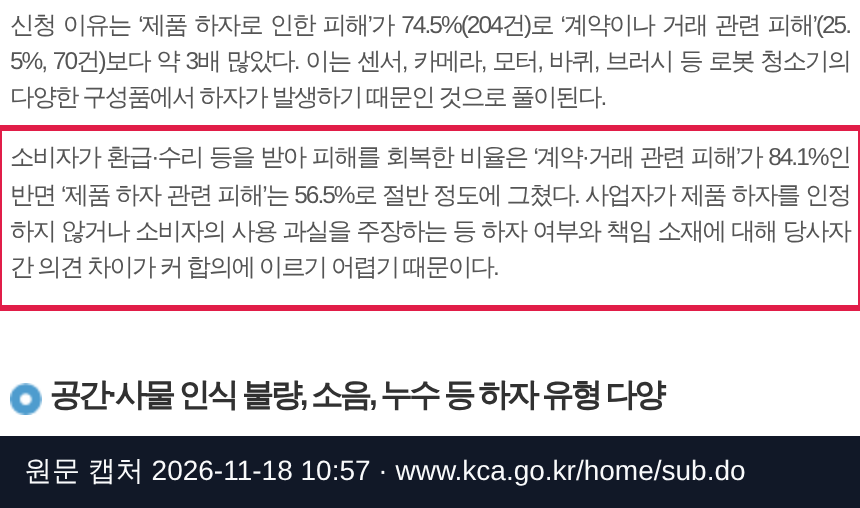 신청 이유는 ‘제품 하자로 인한 피해’가 74.5%(204건)로 ‘계약이나 거래 관련 피해’(25.
5%, 70건)보다 약 3배 많았다. 이는 센서, 카메라, 모터, 바퀴, 브러시 등 로봇 청소기의
다양한 구성품에서 하자가 발생하기 때문인 것으로 풀이된다.
소비자가 환급·수리 등을 받아 피해를 회복한 비율은 ‘계약·거래 관련 피해’가 84.1%인
반면 ‘제품 하자 관련 피해’는 56.5%로 절반 정도에 그쳤다. 사업자가 제품 하자를 인정
하지 않거나 소비자의 사용 과실을 주장하는 등 하자 여부와 책임 소재에 대해 당사자
간 의견 차이가 커 합의에 이르기 어렵기 때문이다.
공간·사물 인식 불량, 소음, 누수 등 하자 유형 다양
원문 캡처 2026-11-18 10:57 · www.kca.go.kr/home/sub.do